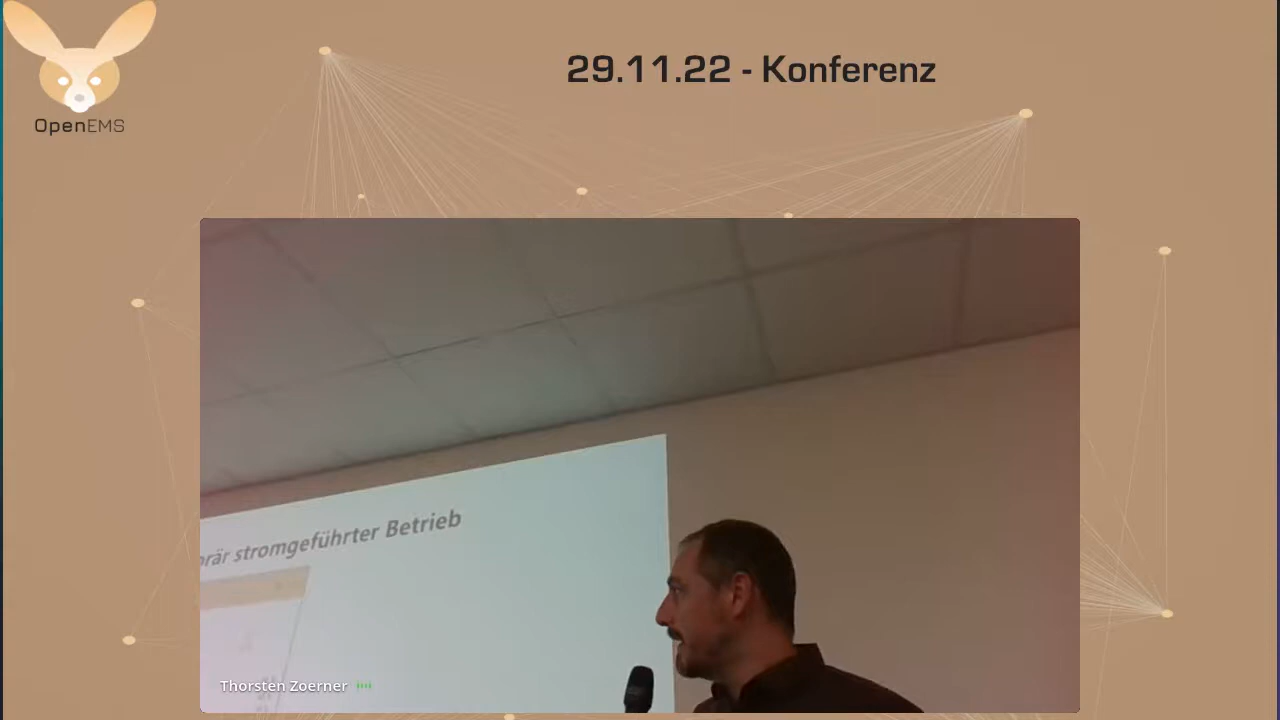 29.11.22 - Konferenz
OpenEMS
stromgeführter Betrieb
Thorsten Zoerner